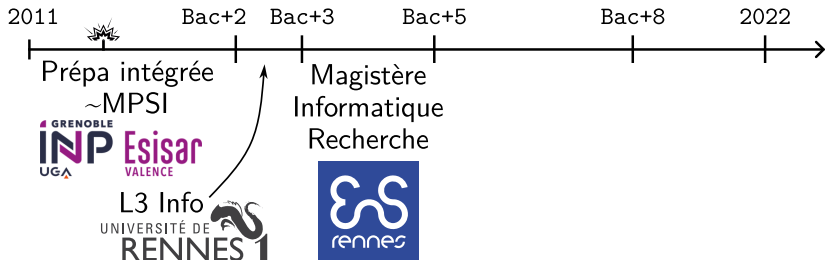 2011 Bac+2 Bac+3 Bac+5 Bac+8 2022
Prépa intégrée
~MPSI
GRENOBLE
INP Esisar
UGA VALENCE
L3 Info
UNIVERSITÉ DE
RENNES 1
Magistère
Informatique
Recherche
ENS
rennes